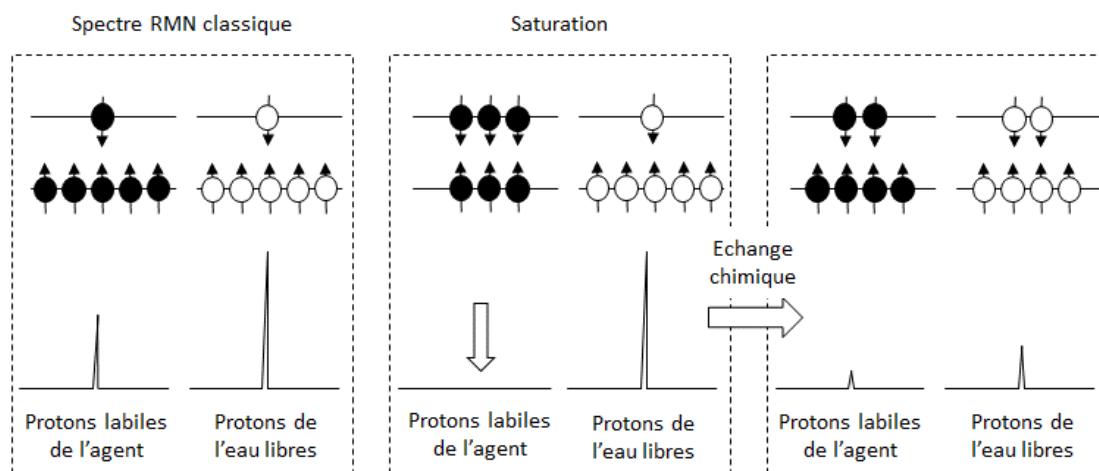 Spectre RMN classique
Saturation
Echange
chimique
Protons labiles
de l'agent
Protons de
l'eau libres
Protons labiles
de l'agent
Protons de
l'eau libres
Protons labiles
de l'agent
Protons de
l'eau libres